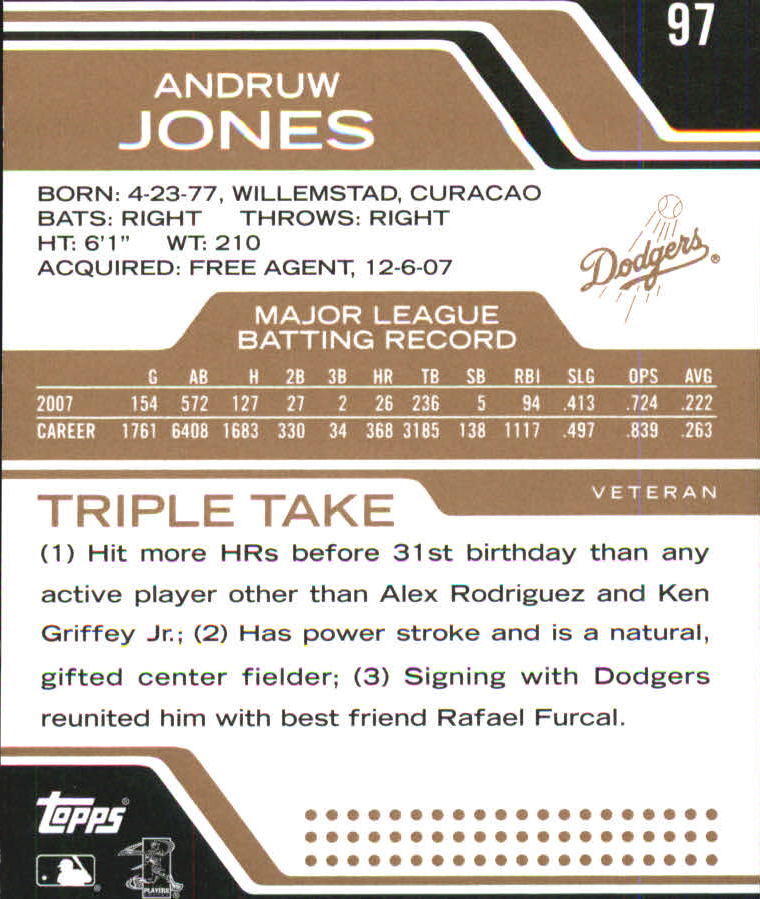 97
ANDRUW
JONES
BORN: 4-23-77, WILLEMSTAD, CURACAO
BATS: RIGHT THROWS: RIGHT
HT: 6'1" WT: 210
ACQUIRED: FREE AGENT, 12-6-07
Dodgers®
MAJOR LEAGUE
BATTING RECORD
G AB H 2B 3B HR TB SB RBI SLG OPS AVG
2007 154 572 127 27 2 26 236 5 94 .413 .724 .222
CAREER 1761 6408 1683 330 34 368 3185 138 1117 .497 .839 .263
VETERAN
TRIPLE TAKE
(1) Hit more HRs before 31st birthday than any
active player other than Alex Rodriguez and Ken
Griffey Jr.; (2) Has power stroke and is a natural,
gifted center fielder; (3) Signing with Dodgers
reunited him with best friend Rafael Furcal.
topps®
PLAYERS